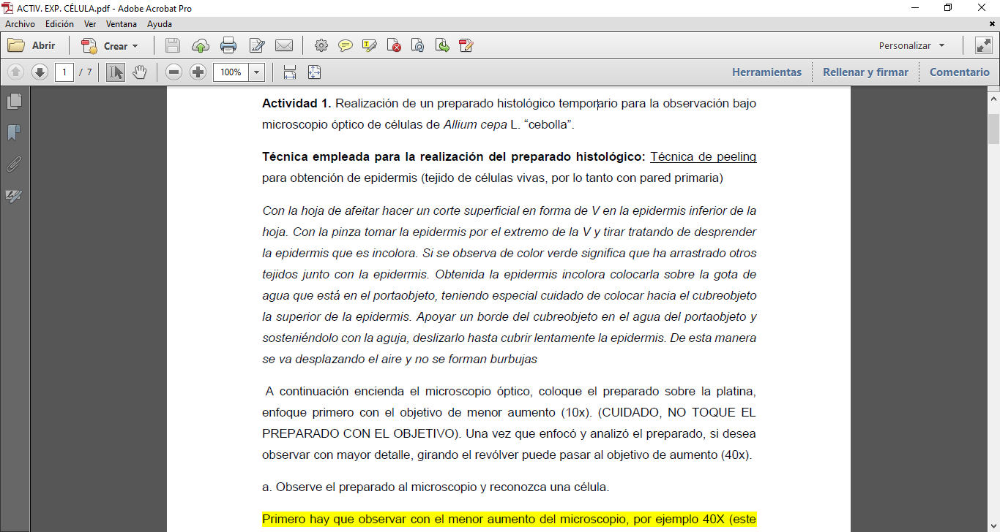 ACTIV. EXP. CÉLULA.pdf - Adobe Acrobat Pro
Archivo Edición Ver Ventana Ayuda
Abrir Crear Personalizar
1 / 7 100% Herramientas Rellenar y firmar Comentario
Actividad 1. Realización de un preparado histológico temporario para la observación bajo
microscopio óptico de células de Allium cepa L. “cebolla”.
Técnica empleada para la realización del preparado histológico: Técnica de peeling
para obtención de epidermis (tejido de células vivas, por lo tanto con pared primaria)
Con la hoja de afeitar hacer un corte superficial en forma de V en la epidermis inferior de la
hoja. Con la pinza tomar la epidermis por el extremo de la V y tirar tratando de desprender
la epidermis que es incolora. Si se observa de color verde significa que ha arrastrado otros
tejidos junto con la epidermis. Obtenida la epidermis incolora colocarla sobre la gota de
agua que está en el portaobjeto, teniendo especial cuidado de colocar hacia el cubreobjeto
la superior de la epidermis. Apoyar un borde del cubreobjeto en el agua del portaobjeto y
sosteniéndolo con la aguja, deslizarlo hasta cubrir lentamente la epidermis. De esta manera
se va desplazando el aire y no se forman burbujas
A continuación encienda el microscopio óptico, coloque el preparado sobre la platina,
enfoque primero con el objetivo de menor aumento (10x). (CUIDADO, NO TOQUE EL
PREPARADO CON EL OBJETIVO). Una vez que enfocó y analizó el preparado, si desea
observar con mayor detalle, girando el revólver puede pasar al objetivo de aumento (40x).
a. Observe el preparado al microscopio y reconozca una célula.
Primero hay que observar con el menor aumento del microscopio, por ejemplo 40X (este